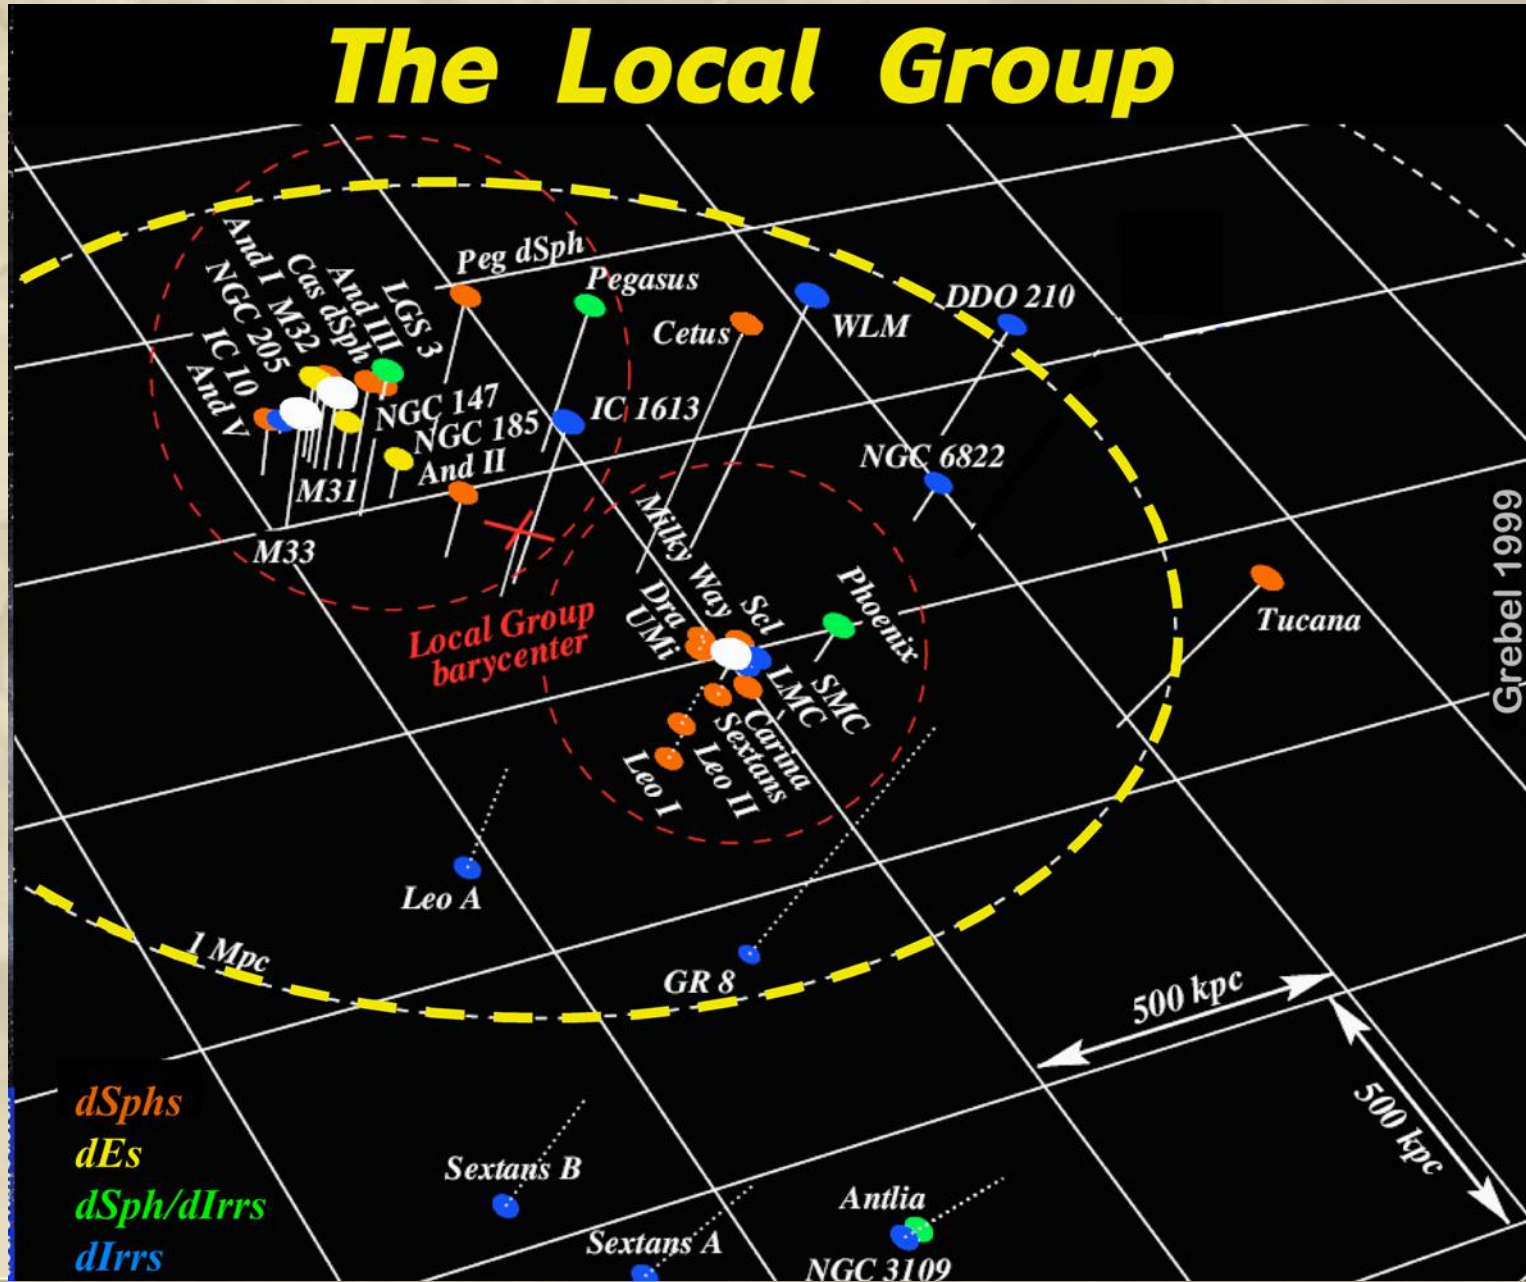 The Local Group
And I
M32
Cas dSph
And III
LGS 3
NGC 205
IC 10
And V
Peg dSph
Pegasus
Cetus
WLM
DDO 210
NGC 147
NGC 185
And II
IC 1613
NGC 6822
M31
M33
Milky Way
Scl
Dra
UMi
Phoenix
Tucana
Local Group
barycenter
SMC
LMC
Carina
Sextans
Leo II
Leo I
Leo A
GR 8
1 Mpc
500 kpc
500 kpc
Sextans B
Sextans A
Antlia
NGC 3109
dSphs
dEs
dSph/dIrrs
dIrrs
Grebel 1999